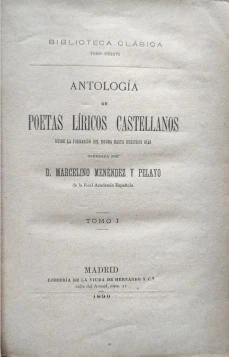 BIBLIOTECA CLÁSICA
TOMO
ANTOLOGÍA
DE
POETAS LÍRICOS CASTELLANOS
DESDE LA FORMACIÓN DEL IDIOMA HASTA NUESTROS DÍAS
ORDENADA POR
D. MARCELINO MENÉNDEZ Y PELAYO
de la Real Academia Española.
TOMO I
MADRID
LIBRERÍA DE LA VIUDA DE HERNANDO Y C.ª
calle del Arenal, núm. 11
1890